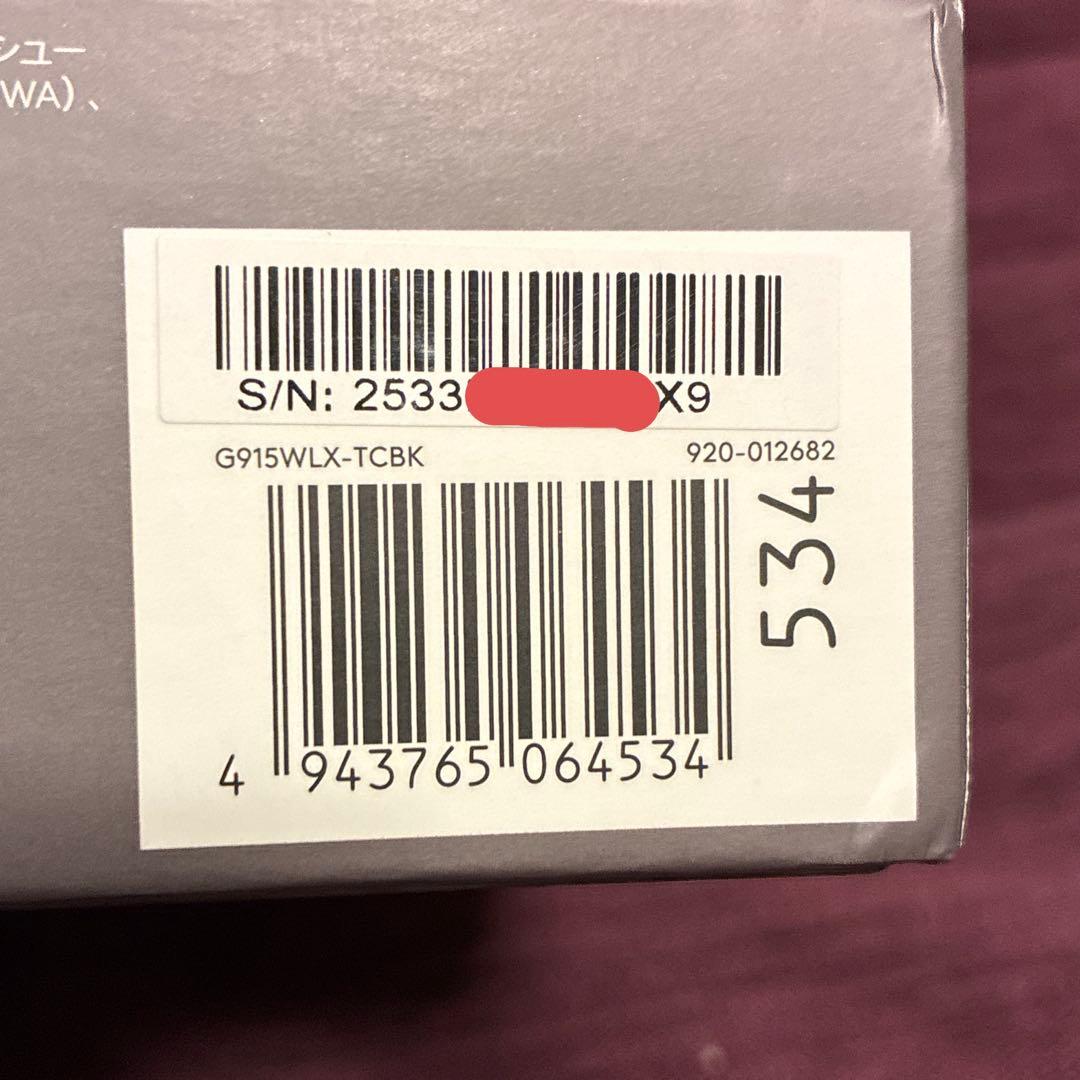 シュー
WA）、
S/N: 2533
X9
G915WLX-TCBK
920-012682
534
4 943765 064534